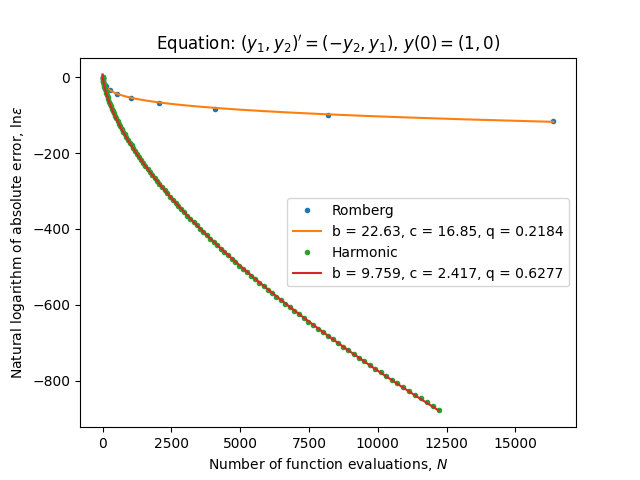 Equation: (y₁, y₂)′ = (−y₂, y₁), y(0) = (1, 0)
Natural logarithm of absolute error, lnε
0
−200
−400
−600
−800
Romberg
b = 22.63, c = 16.85, q = 0.2184
Harmonic
b = 9.759, c = 2.417, q = 0.6277
0 2500 5000 7500 10000 12500 15000
Number of function evaluations, N